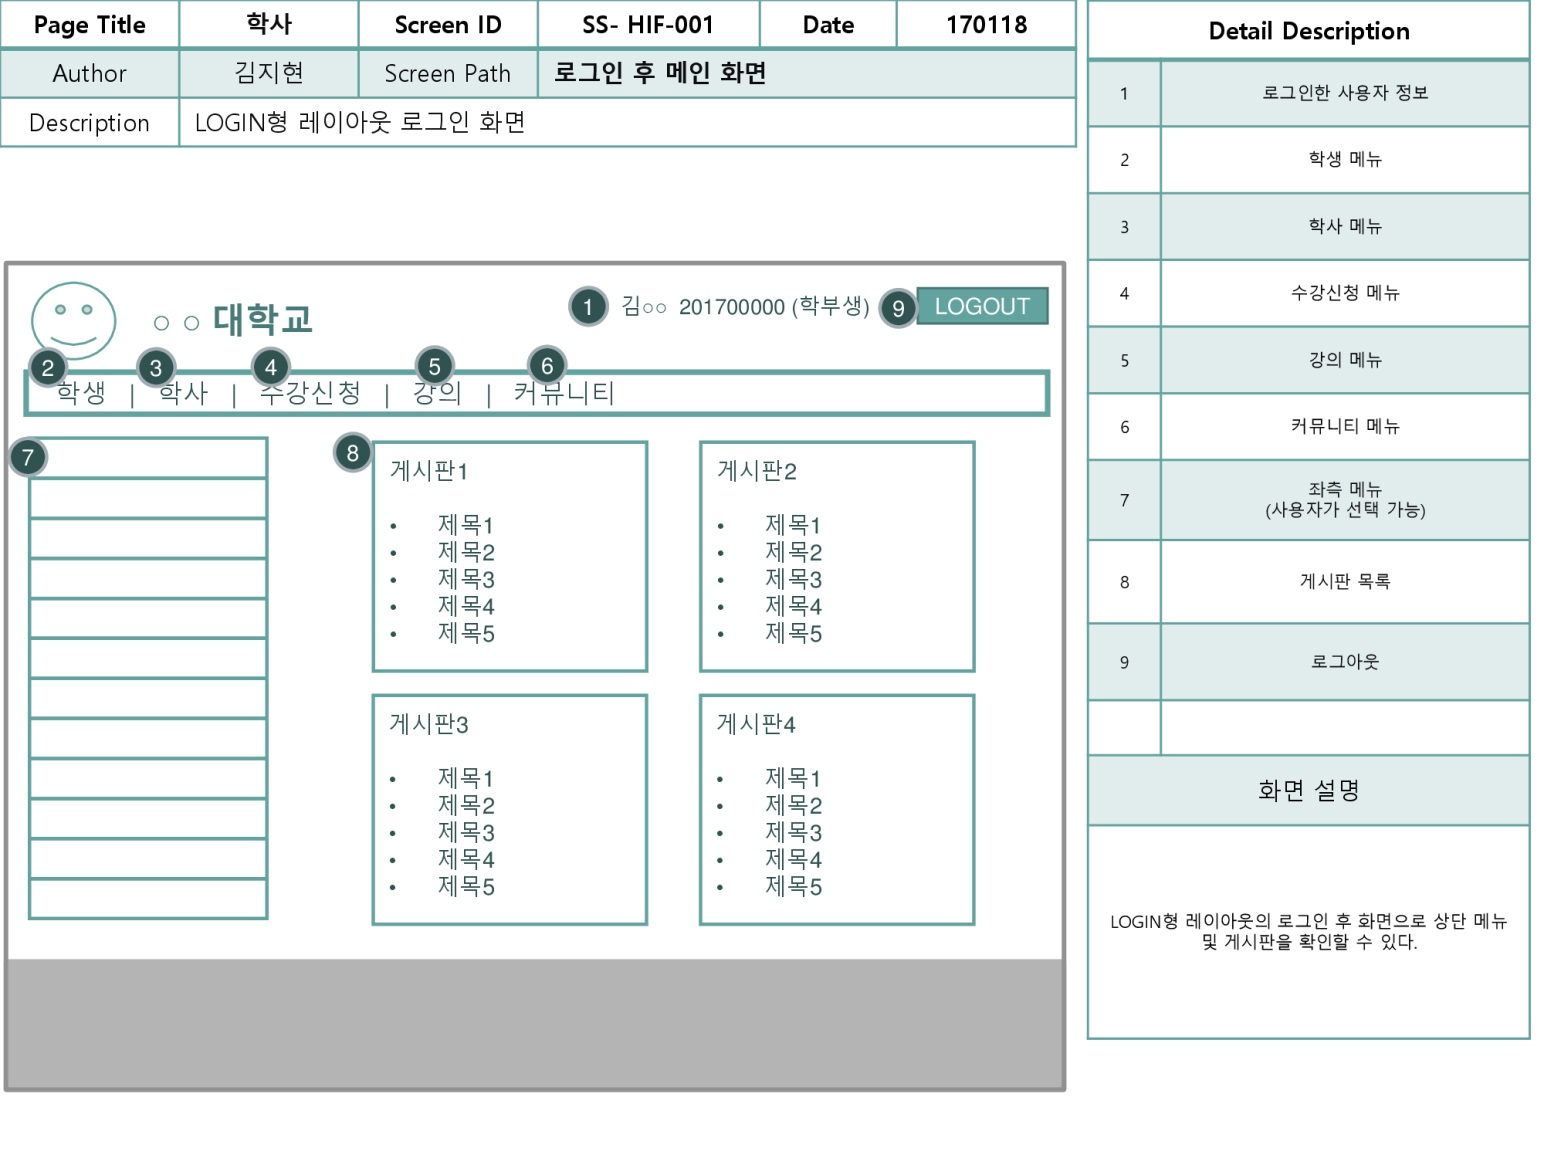 Page Title 학사 Screen ID SS- HIF-001 Date 170118
Author 김지현 Screen Path 로그인 후 메인 화면
Description LOGIN형 레이아웃 로그인 화면
○ ○ 대학교
1 김○○ 201700000 (학부생) 9 LOGOUT
2 3 4 5 6
학생 | 학사 | 수강신청 | 강의 | 커뮤니티
7
8
게시판1
• 제목1
• 제목2
• 제목3
• 제목4
• 제목5
게시판2
• 제목1
• 제목2
• 제목3
• 제목4
• 제목5
게시판3
• 제목1
• 제목2
• 제목3
• 제목4
• 제목5
게시판4
• 제목1
• 제목2
• 제목3
• 제목4
• 제목5
Detail Description
1 로그인한 사용자 정보
2 학생 메뉴
3 학사 메뉴
4 수강신청 메뉴
5 강의 메뉴
6 커뮤니티 메뉴
7 좌측 메뉴
(사용자가 선택 가능)
8 게시판 목록
9 로그아웃
화면 설명
LOGIN형 레이아웃의 로그인 후 화면으로 상단 메뉴
및 게시판을 확인할 수 있다.